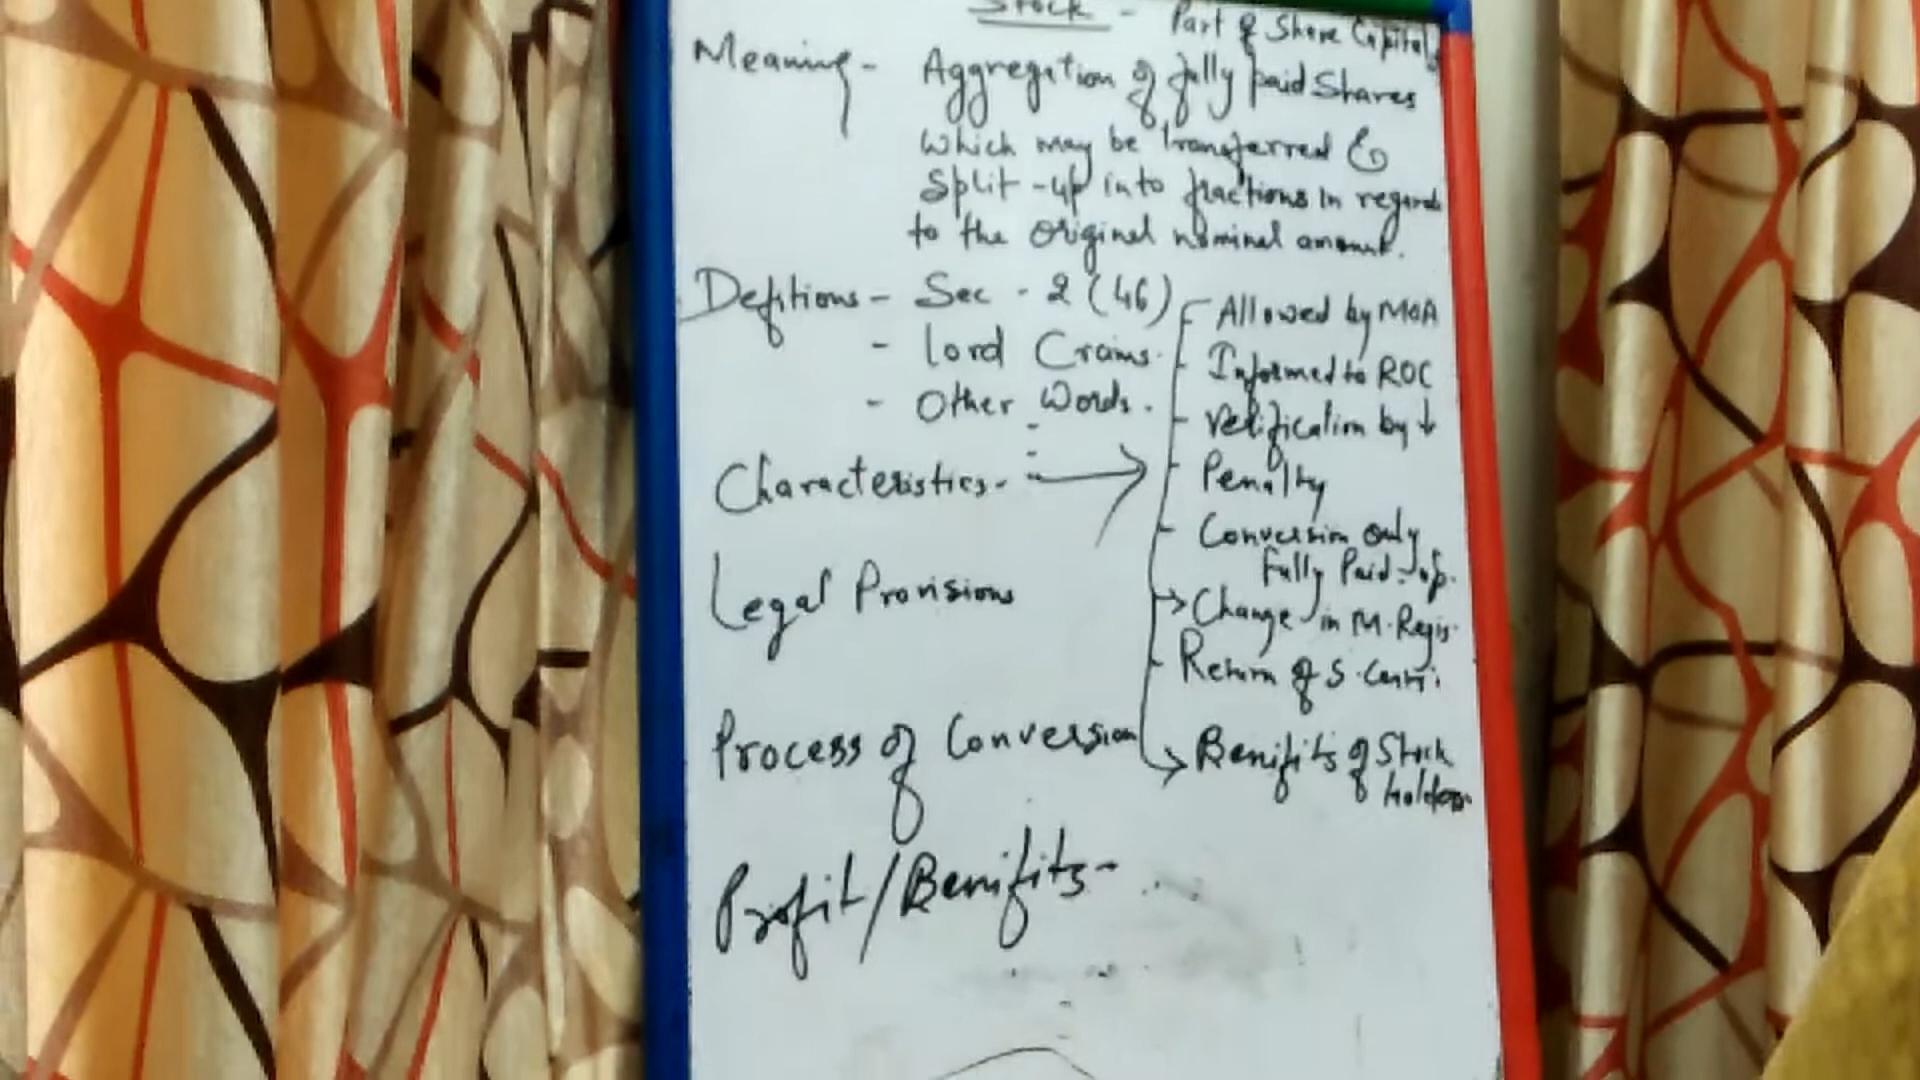 Stock - Part of Share Capital
Meaning - Aggregation of fully paid Shares
which may be transferred &
Split-up into fractions in regards
to the original nominal amount.
Defitions - Sec - 2 (46)
- Lord Crains.
- Other Words.
Characteristics -
Legal Provisions
Process of Conversion
Profit/Benifits -
Allowed by MOA
Informed to ROC
Verification by
Penalty
Conversion only
fully Paid-up.
Change in M. Regis.
Return of S.
Benifits of Stock
holders